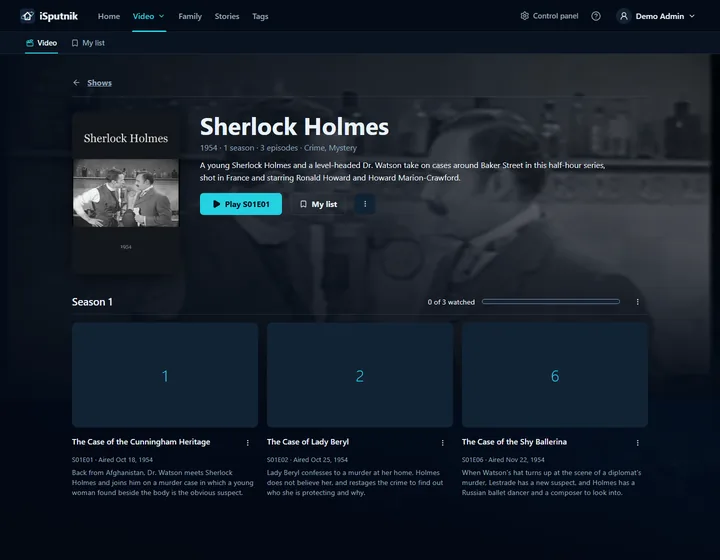 iSputnik
Home
Video
Family
Stories
Tags
Control panel
Demo Admin
Video
My list
Shows
Sherlock Holmes
1954
Sherlock Holmes
1954 · 1 season · 3 episodes · Crime, Mystery
A young Sherlock Holmes and a level-headed Dr. Watson take on cases around Baker Street in this half-hour series,
shot in France and starring Ronald Howard and Howard Marion-Crawford.
Play S01E01
My list
Season 1
0 of 3 watched
1
2
6
The Case of the Cunningham Heritage
S01E01 · Aired Oct 18, 1954
Back from Afghanistan, Dr. Watson meets Sherlock
Holmes and joins him on a murder case in which a young
woman found beside the body is the obvious suspect.
The Case of Lady Beryl
S01E02 · Aired Oct 25, 1954
Lady Beryl confesses to a murder at her home. Holmes
does not believe her, and restages the crime to find out
who she is protecting and why.
The Case of the Shy Ballerina
S01E06 · Aired Nov 22, 1954
When Watson's hat turns up at the scene of a diplomat's
murder, Lestrade has a new suspect, and Holmes has a
Russian ballet dancer and a composer to look into.